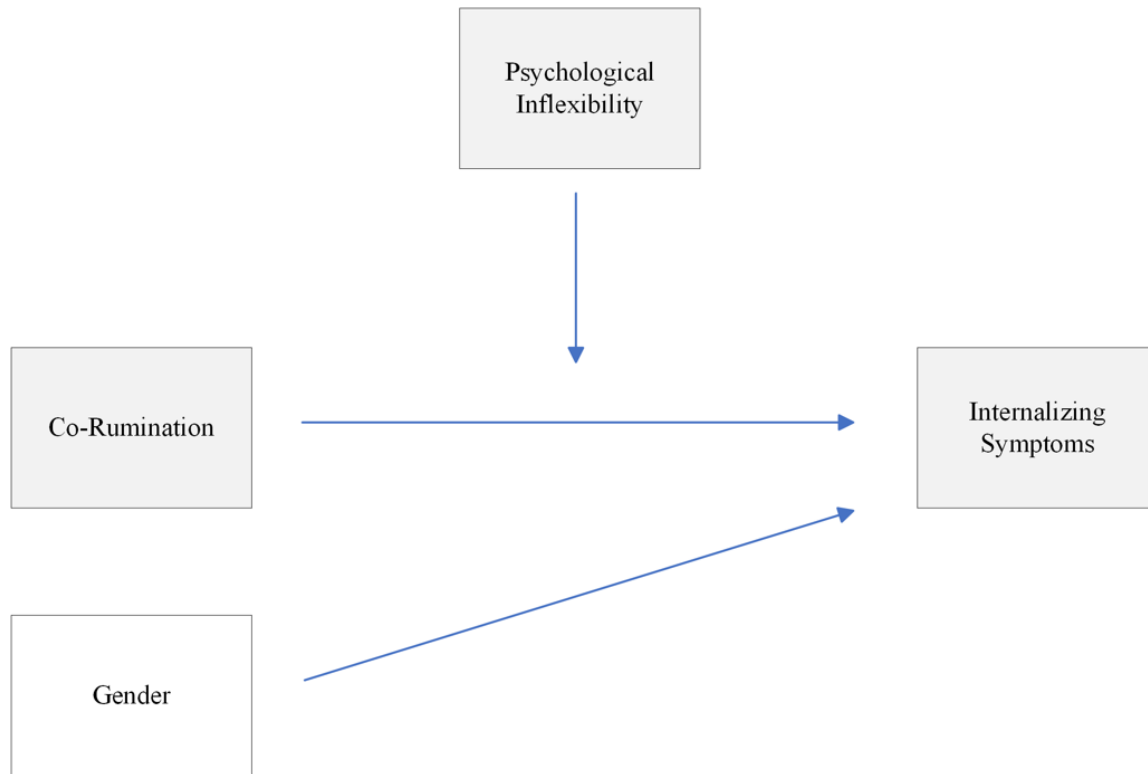 Psychological
Inflexibility
Co-Rumination
Internalizing
Symptoms
Gender